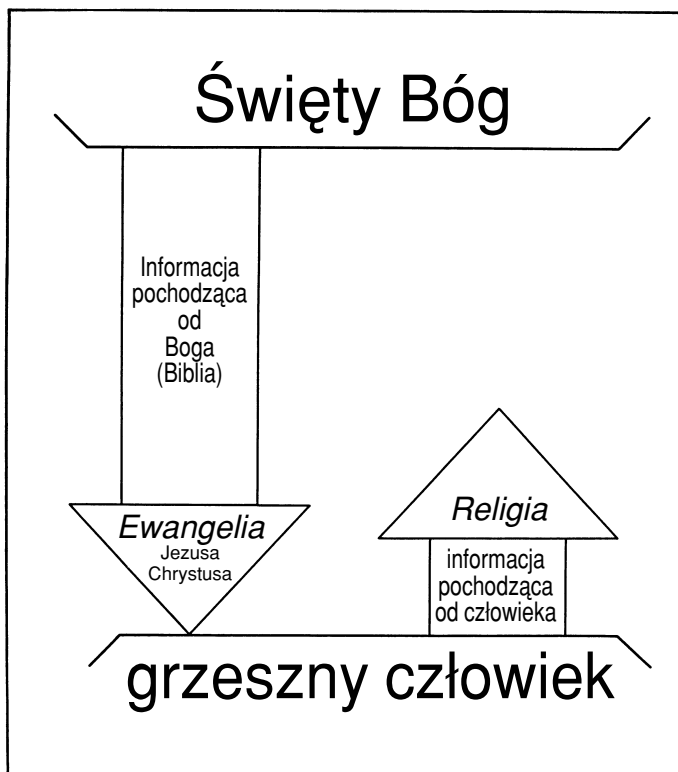 Święty Bóg
Informacja
pochodząca
od
Boga
(Biblia)
Ewangelia
Jezusa
Chrystusa
Religia
informacja
pochodząca
od człowieka
grzeszny człowiek